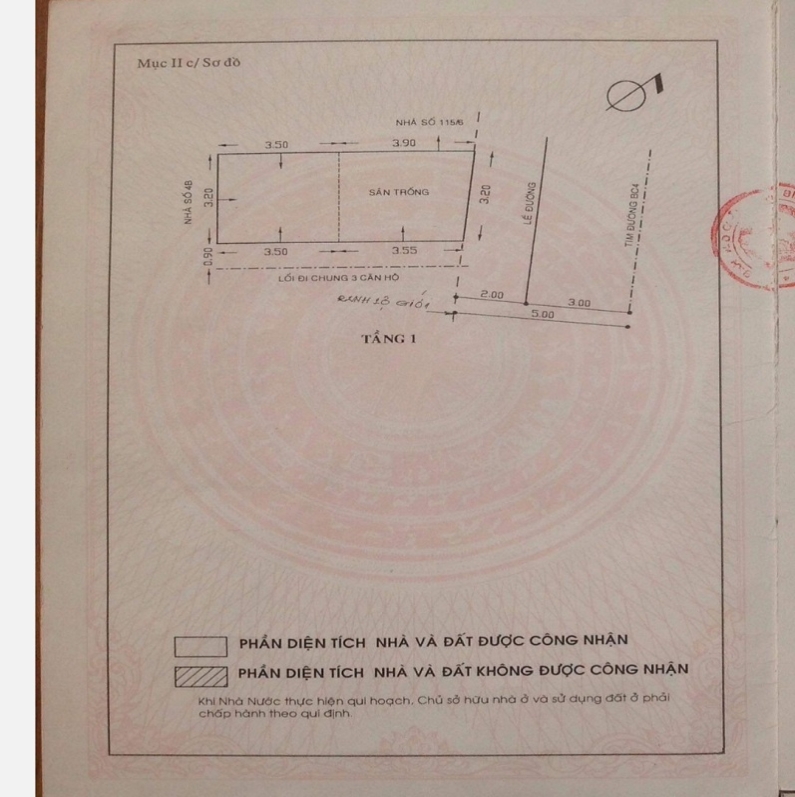 Mục II c/ Sơ đồ
NHÀ SỐ 115/6
3.50
3.90
NHÀ SỐ 4B
3.20
SÂN TRỐNG
3.20
LỀ ĐƯỜNG
TIM ĐƯỜNG BC4
0.90
3.50
3.55
LỐI ĐI CHUNG 3 CĂN HỘ
RANH LỘ GIỚI
2.00
3.00
5.00
TẦNG 1
PHẦN DIỆN TÍCH NHÀ VÀ ĐẤT ĐƯỢC CÔNG NHẬN
PHẦN DIỆN TÍCH NHÀ VÀ ĐẤT KHÔNG ĐƯỢC CÔNG NHẬN
Khi Nhà Nước thực hiện qui hoạch, Chủ sở hữu nhà ở và sử dụng đất ở phải
chấp hành theo qui định.